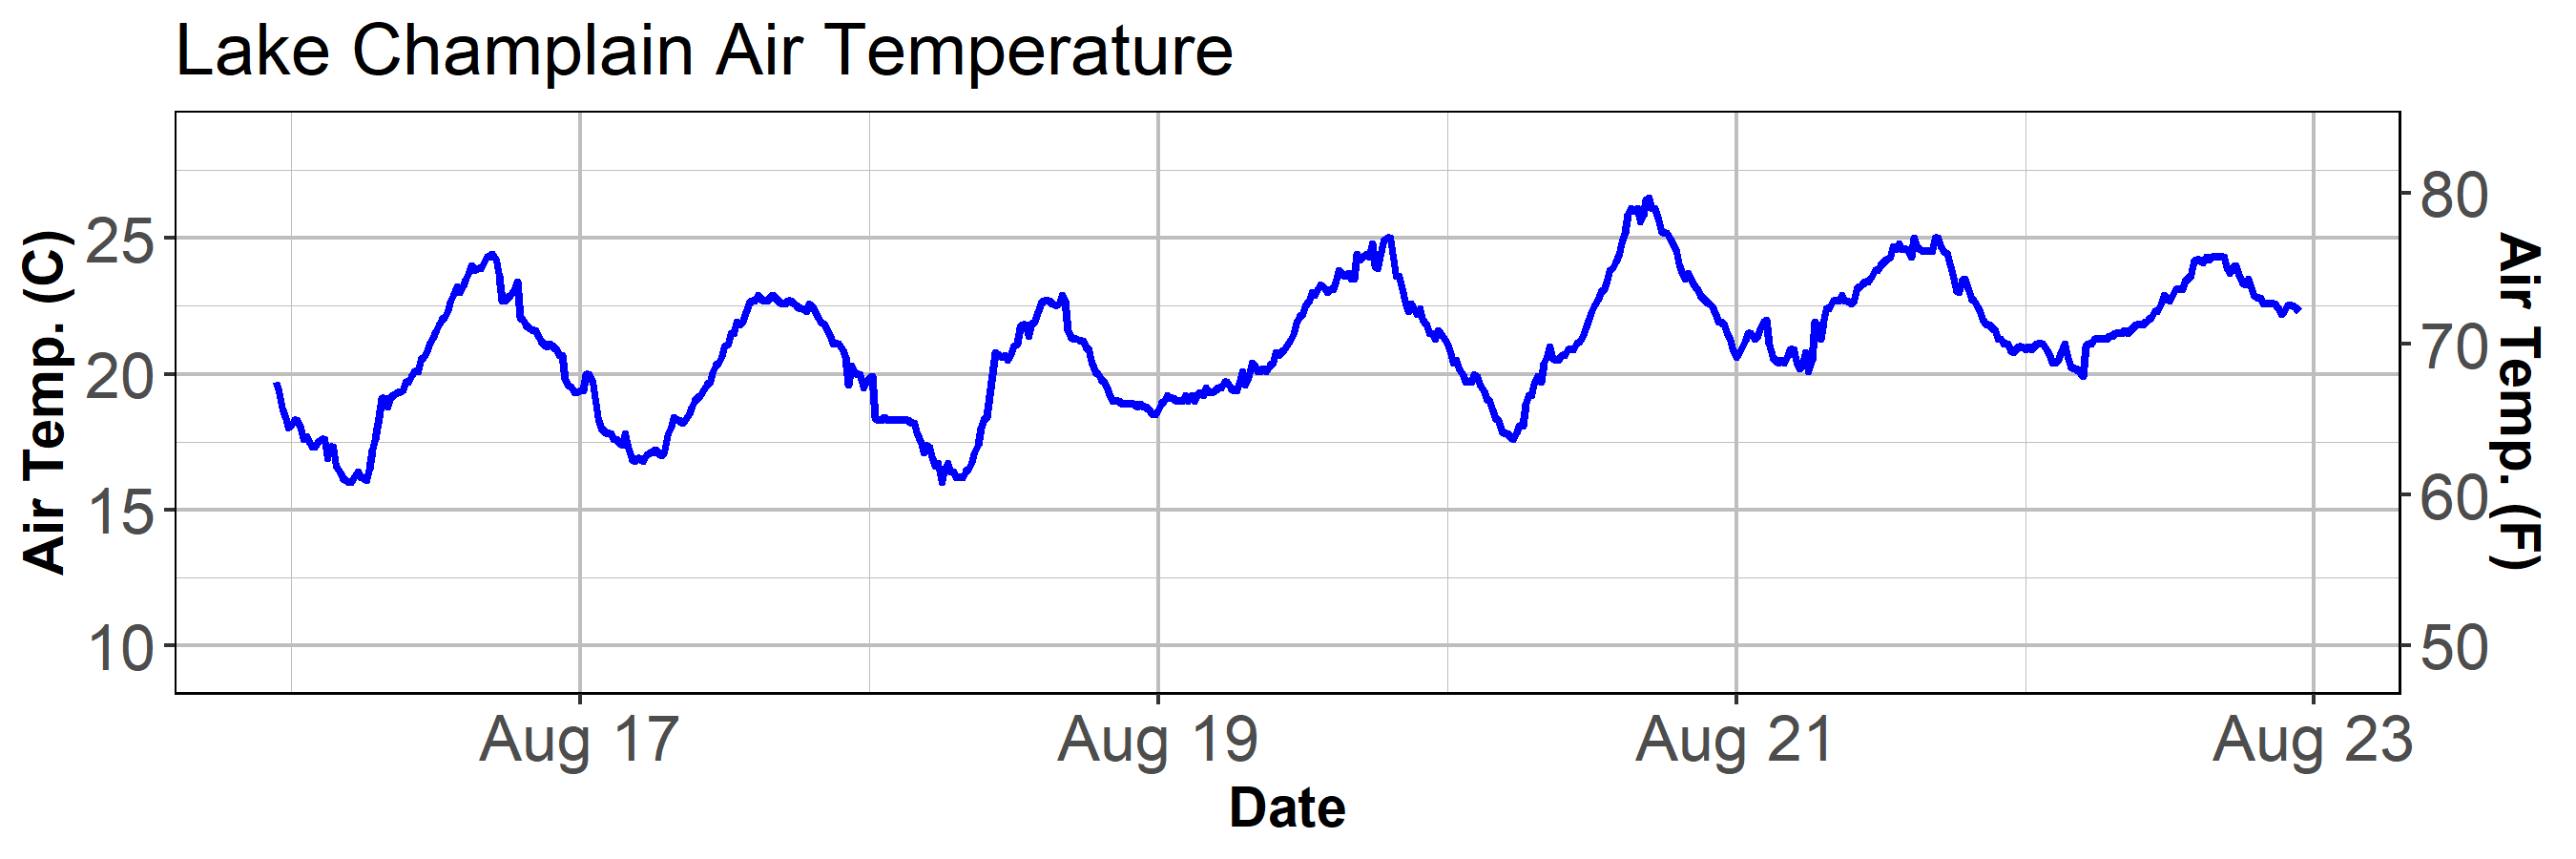 Lake Champlain Air Temperature
Air Temp. (C)
25
20
15
10
80
70
60
50
Air Temp. (F)
Aug 17 Aug 19 Aug 21 Aug 23
Date